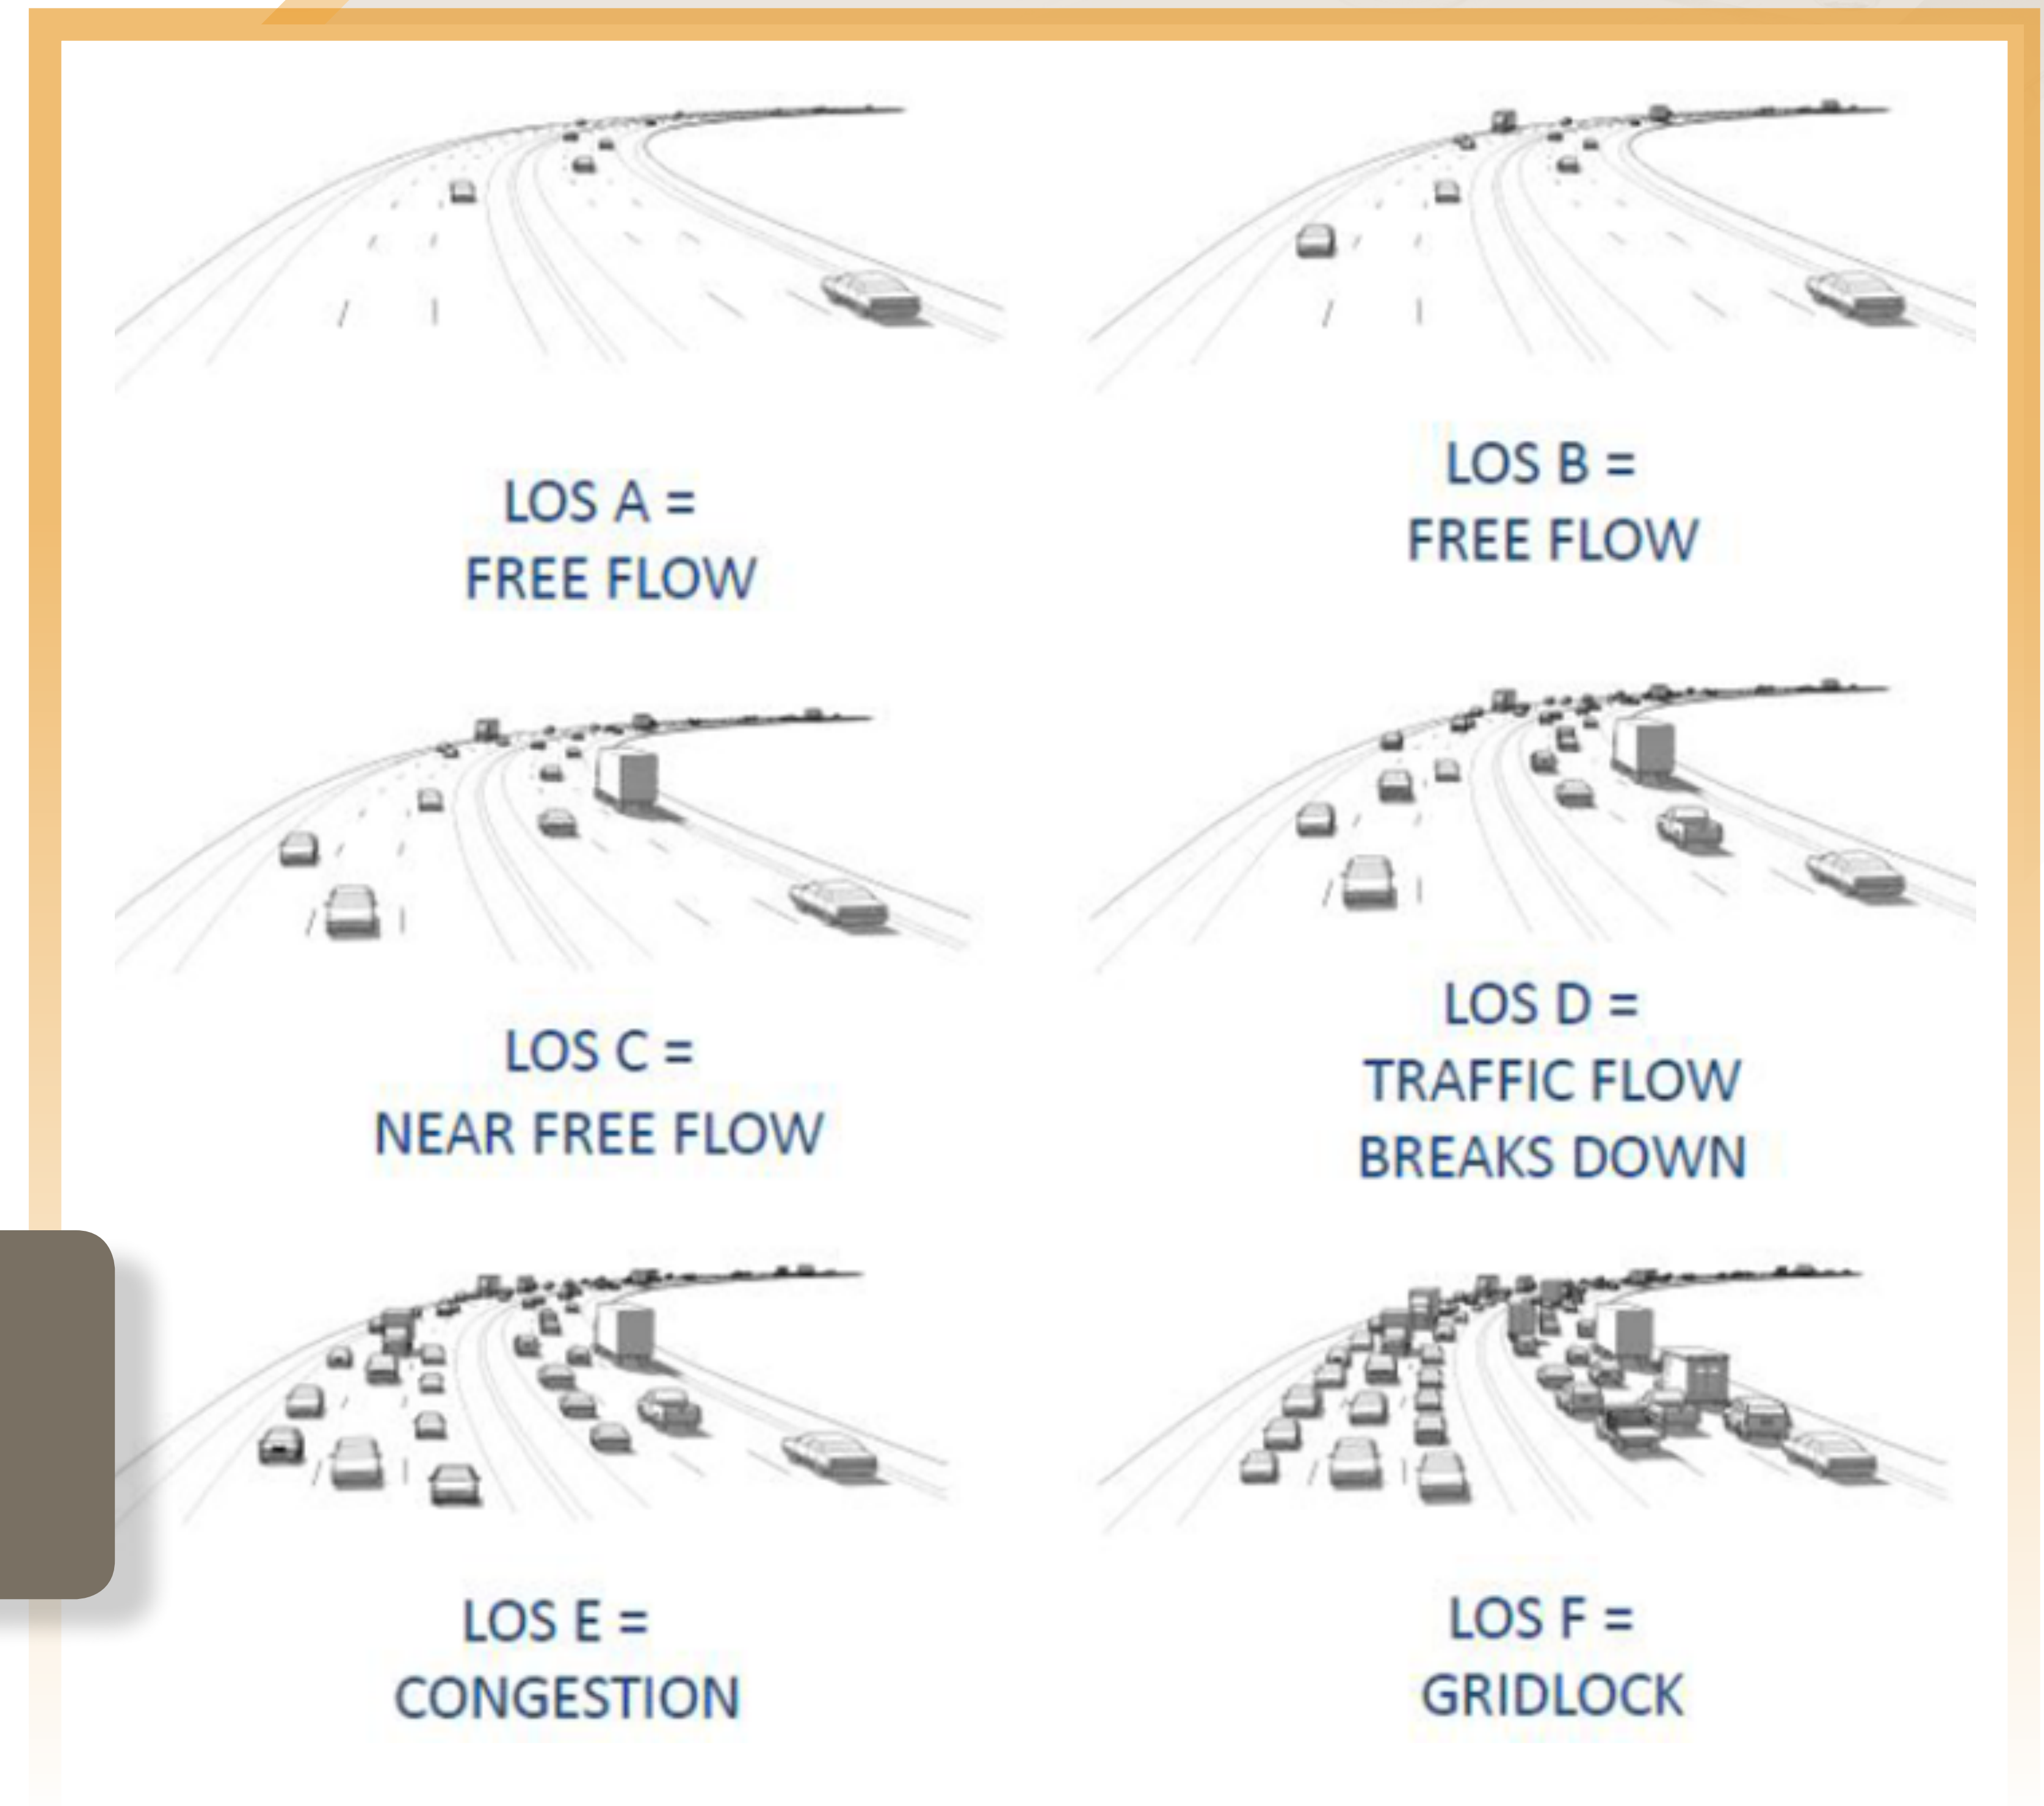 LOS A =
FREE FLOW
LOS B =
FREE FLOW
LOS C =
NEAR FREE FLOW
LOS D =
TRAFFIC FLOW
BREAKS DOWN
LOS E =
CONGESTION
LOS F =
GRIDLOCK